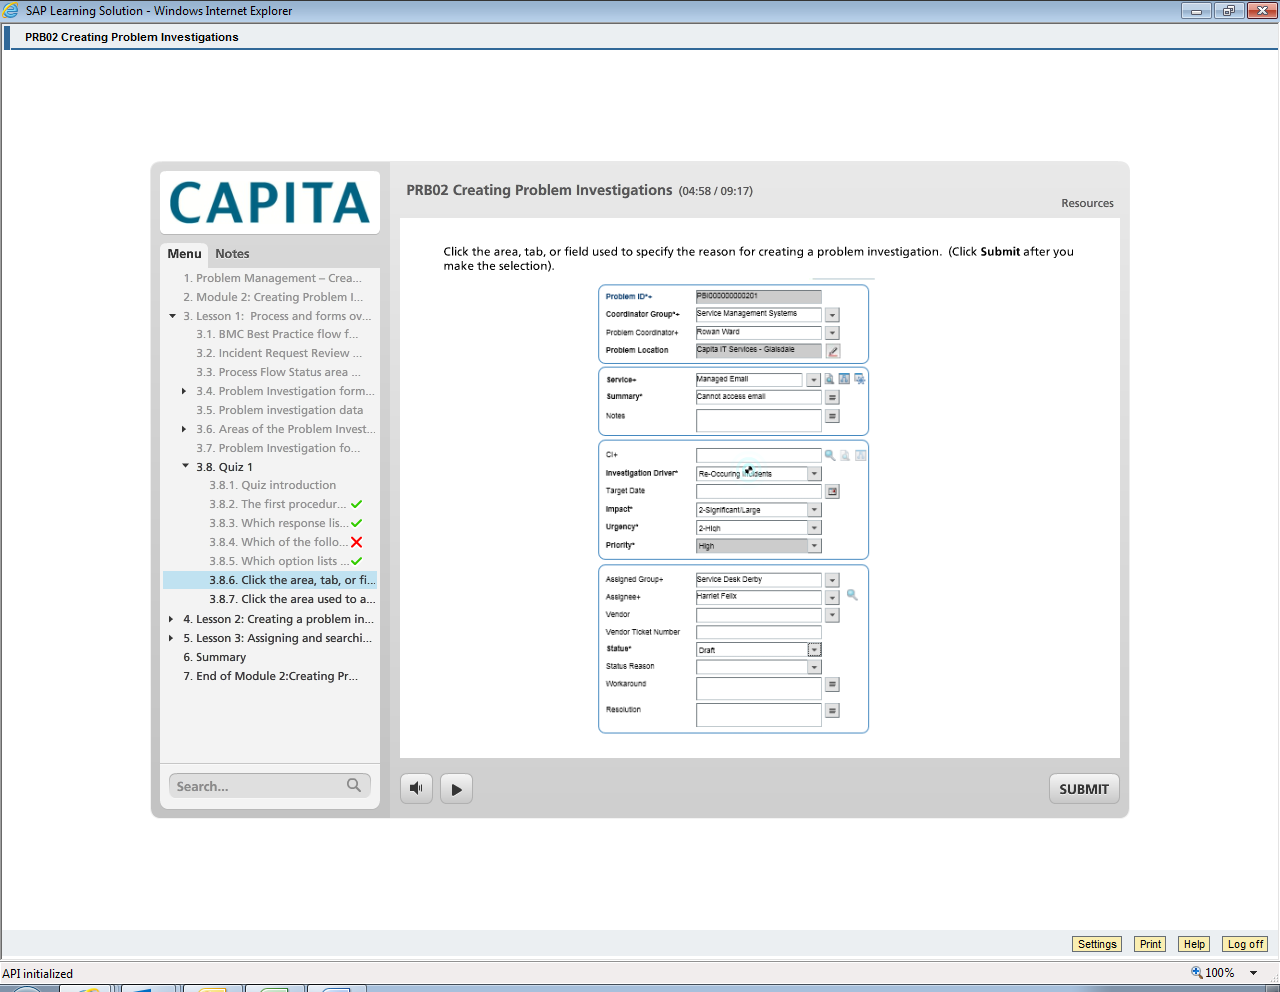 SAP Learning Solution - Windows Internet Explorer
PRB02 Creating Problem Investigations
CAPITA
PRB02 Creating Problem Investigations (04:58 / 09:17)
Resources
Menu Notes
1. Problem Management – Crea...
2. Module 2: Creating Problem I...
3. Lesson 1: Process and forms ov...
3.1. BMC Best Practice flow f...
3.2. Incident Request Review ...
3.3. Process Flow Status area ...
3.4. Problem Investigation form...
3.5. Problem investigation data
3.6. Areas of the Problem Invest...
3.7. Problem Investigation fo...
3.8. Quiz 1
3.8.1. Quiz introduction
3.8.2. The first procedur...
3.8.3. Which response lis...
3.8.4. Which of the follo...
3.8.5. Which option lists ...
3.8.6. Click the area, tab, or fi...
3.8.7. Click the area used to a...
4. Lesson 2: Creating a problem in...
5. Lesson 3: Assigning and searchi...
6. Summary
7. End of Module 2:Creating Pr...
Search...
Click the area, tab, or field used to specify the reason for creating a problem investigation. (Click Submit after you
make the selection).
Problem ID*+ PBI000000000201
Coordinator Group*+ Service Management Systems
Problem Coordinator+ Rowan Ward
Problem Location Capita IT Services - Glaisdale
Service+ Managed Email
Summary* Cannot access email
Notes
CI+
Investigation Driver* Re-Occuring Incidents
Target Date
Impact* 2-Significant/Large
Urgency* 2-High
Priority* High
Assigned Group+ Service Desk Derby
Assignee+ Harriet Felix
Vendor
Vendor Ticket Number
Status* Draft
Status Reason
Workaround
Resolution
SUBMIT
Settings Print Help Log off
API initialized
100%